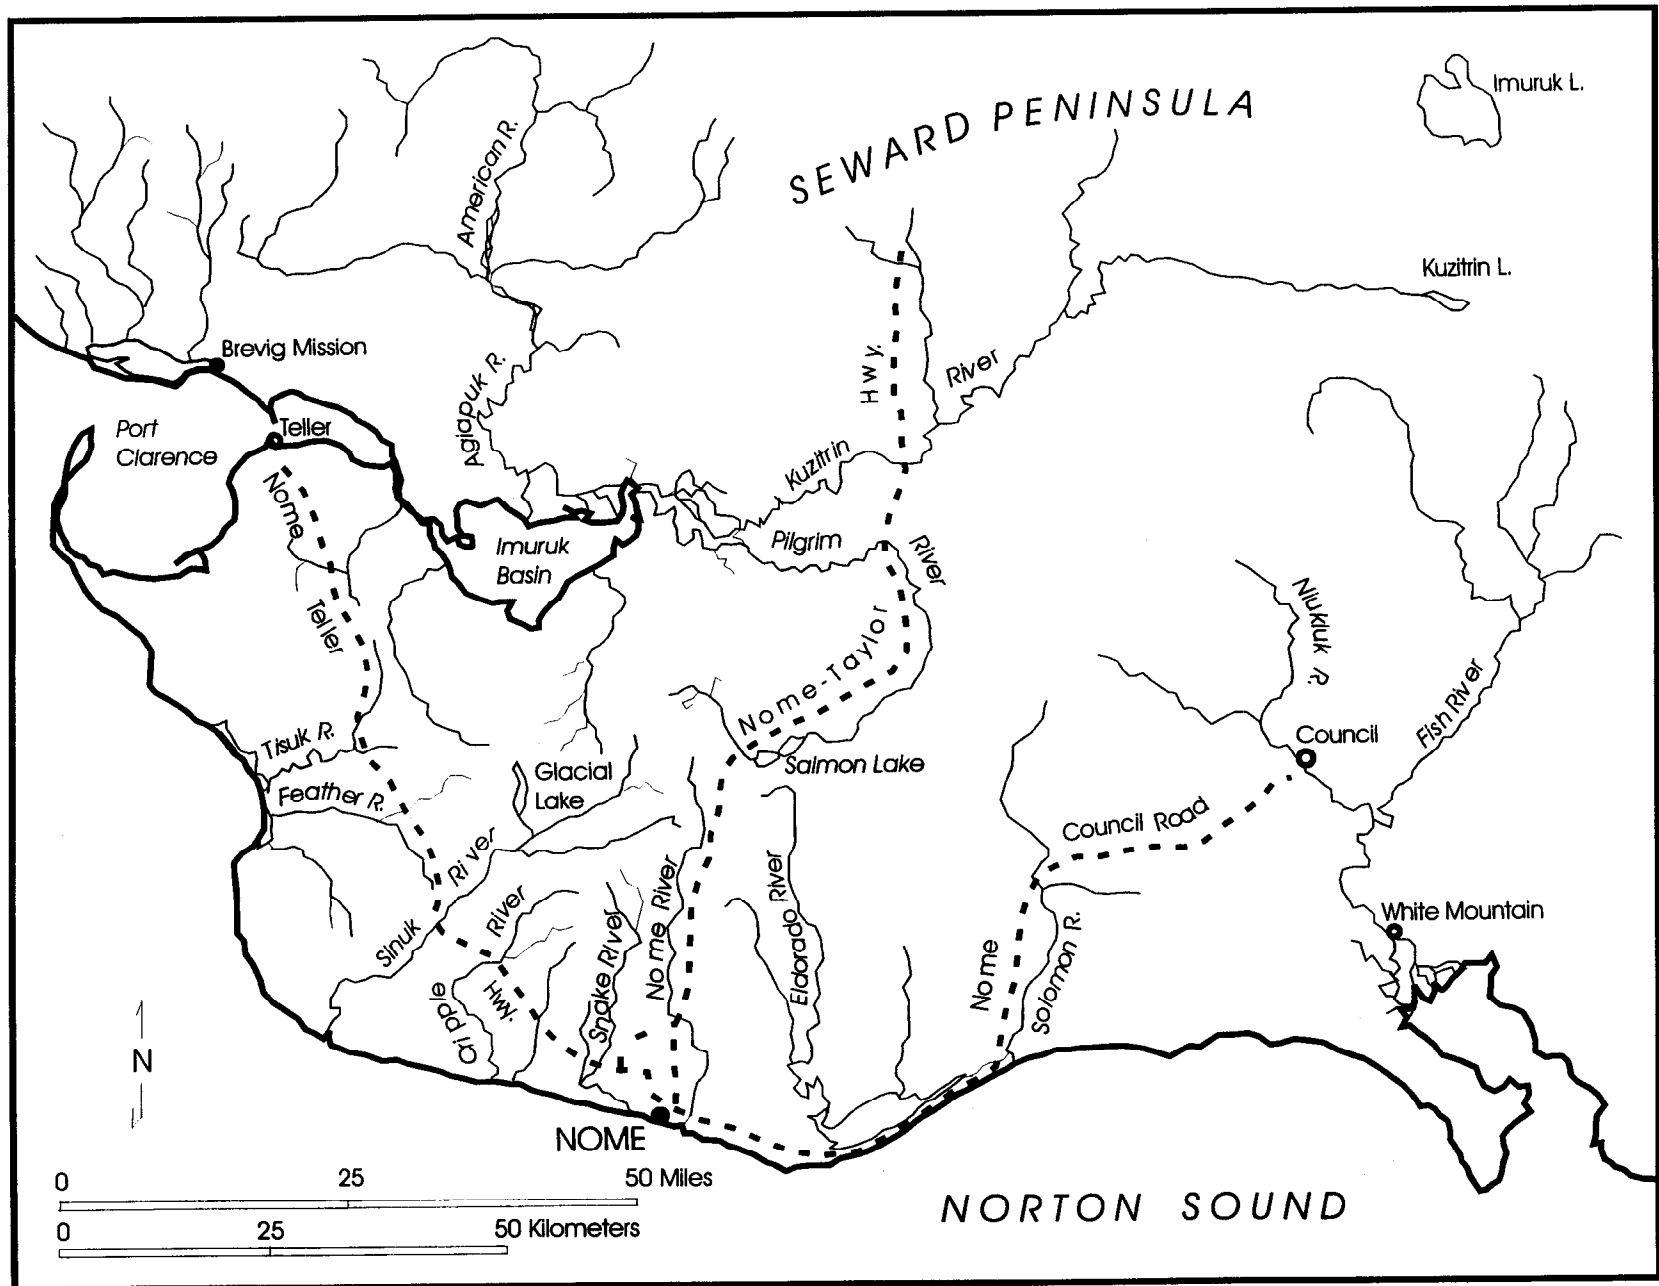 Imuruk L.
SEWARD PENINSULA
American R.
Kuzitrin L.
Brevig Mission
Hwy.
River
Agiapuk R.
Port
Clarence
Teller
Kuzitrin
Nome
Imuruk
Basin
Pilgrim
River
Teller
Niukluk R.
Nome-Taylor
Fish River
Tisuk R.
Council
Glacial
Lake
Salmon Lake
Feather R.
Council Road
River
Sinuk
River
Nome River
Eldorado River
White Mountain
Snake River
Hwy.
Cripple
Nome
Solomon R.
N
NOME
0 25 50 Miles
0 25 50 Kilometers
NORTON SOUND